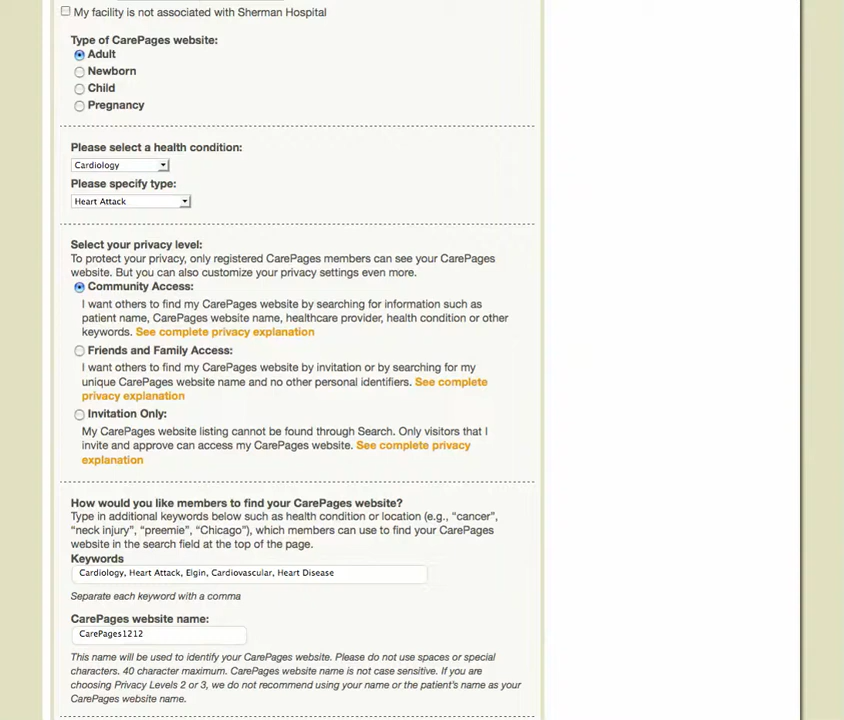 My facility is not associated with Sherman Hospital
Type of CarePages website:
Adult
Newborn
Child
Pregnancy
Please select a health condition:
Cardiology
Please specify type:
Heart Attack
Select your privacy level:
To protect your privacy, only registered CarePages members can see your CarePages
website. But you can also customize your privacy settings even more.
Community Access:
I want others to find my CarePages website by searching for information such as
patient name, CarePages website name, healthcare provider, health condition or other
keywords. See complete privacy explanation
Friends and Family Access:
I want others to find my CarePages website by invitation or by searching for my
unique CarePages website name and no other personal identifiers. See complete
privacy explanation
Invitation Only:
My CarePages website listing cannot be found through Search. Only visitors that I
invite and approve can access my CarePages website. See complete privacy
explanation
How would you like members to find your CarePages website?
Type in additional keywords below such as health condition or location (e.g., “cancer”,
“neck injury”, “preemie”, “Chicago”), which members can use to find your CarePages
website in the search field at the top of the page.
Keywords
Cardiology, Heart Attack, Elgin, Cardiovascular, Heart Disease
Separate each keyword with a comma
CarePages website name:
CarePages1212
This name will be used to identify your CarePages website. Please do not use spaces or special
characters. 40 character maximum. CarePages website name is not case sensitive. If you are
choosing Privacy Levels 2 or 3, we do not recommend using your name or the patient's name as your
CarePages website name.